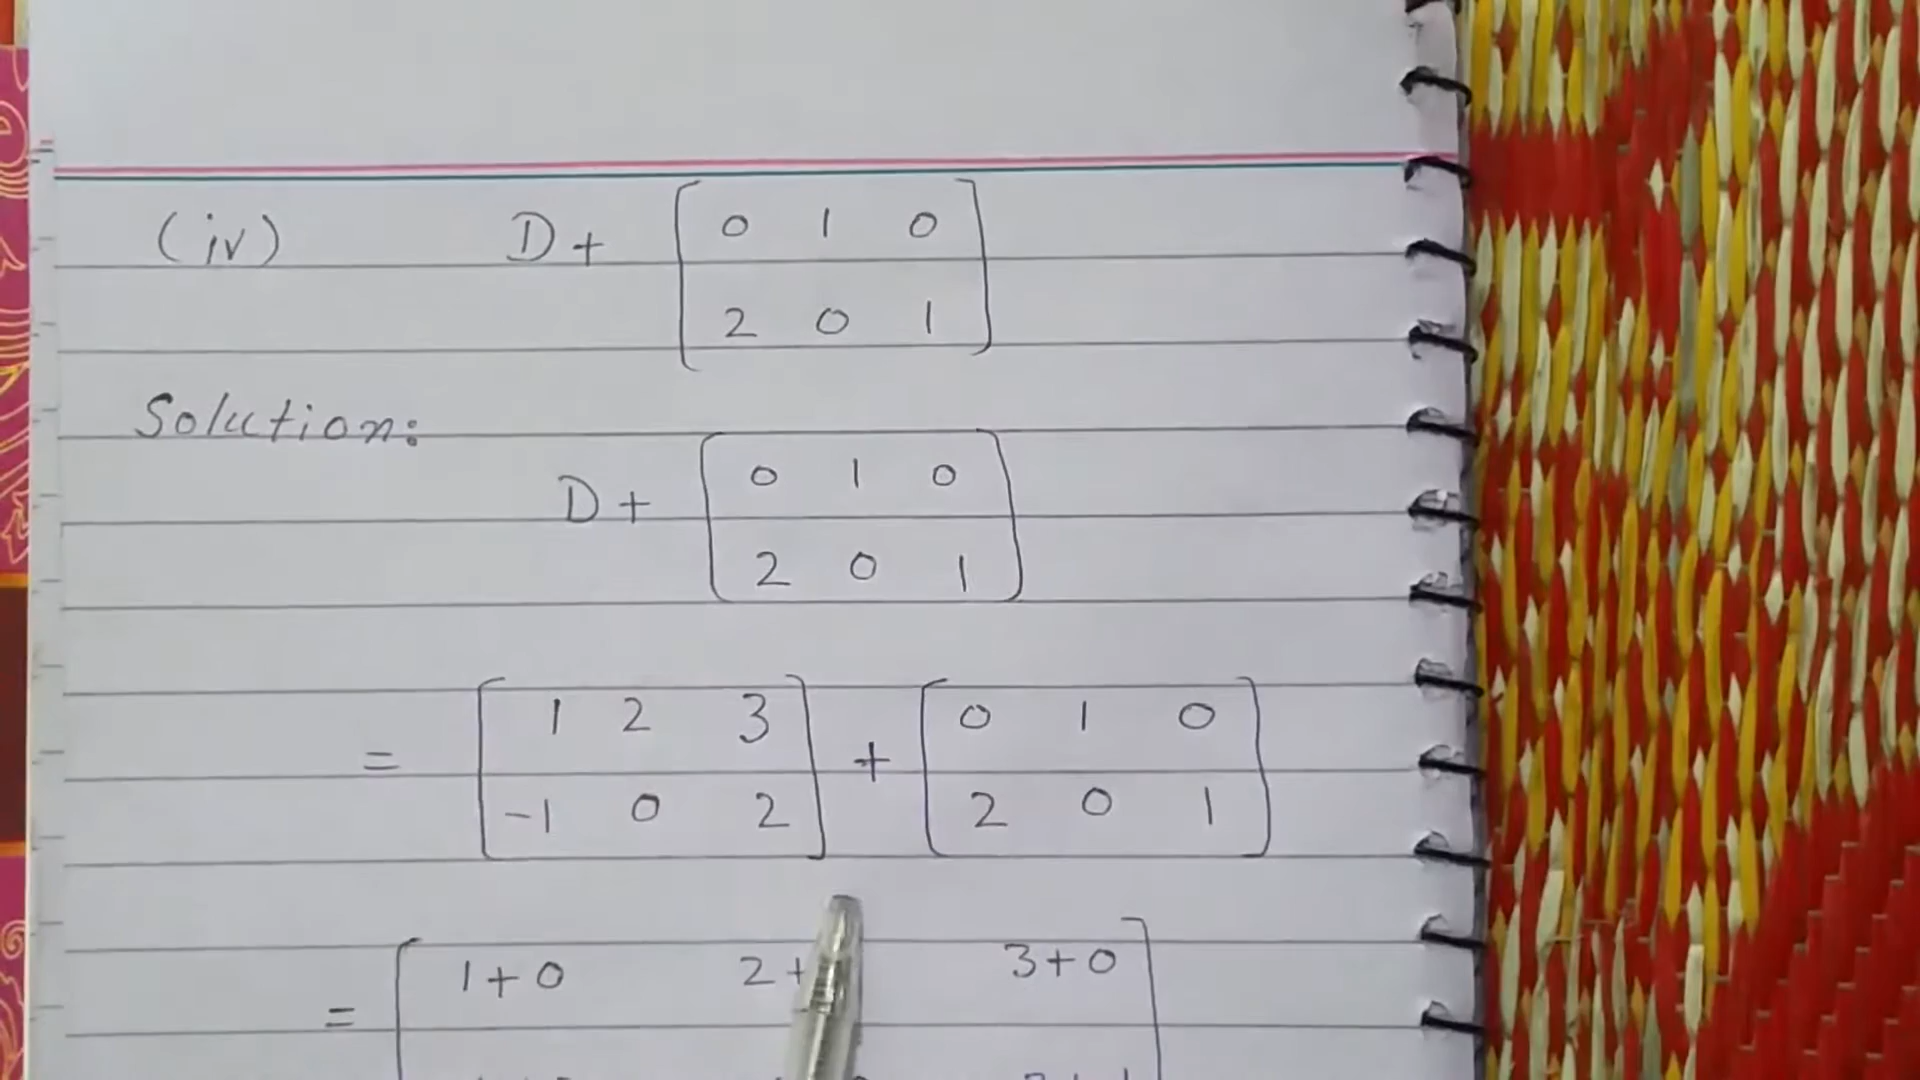 (iv) D + [ 0 1 0
2 0 1 ]
Solution:
D + [ 0 1 0
2 0 1 ]
= [ 1 2 3 ] + [ 0 1 0 ]
[ -1 0 2 ] [ 2 0 1 ]
= [ 1+0 2+ 3+0 ]